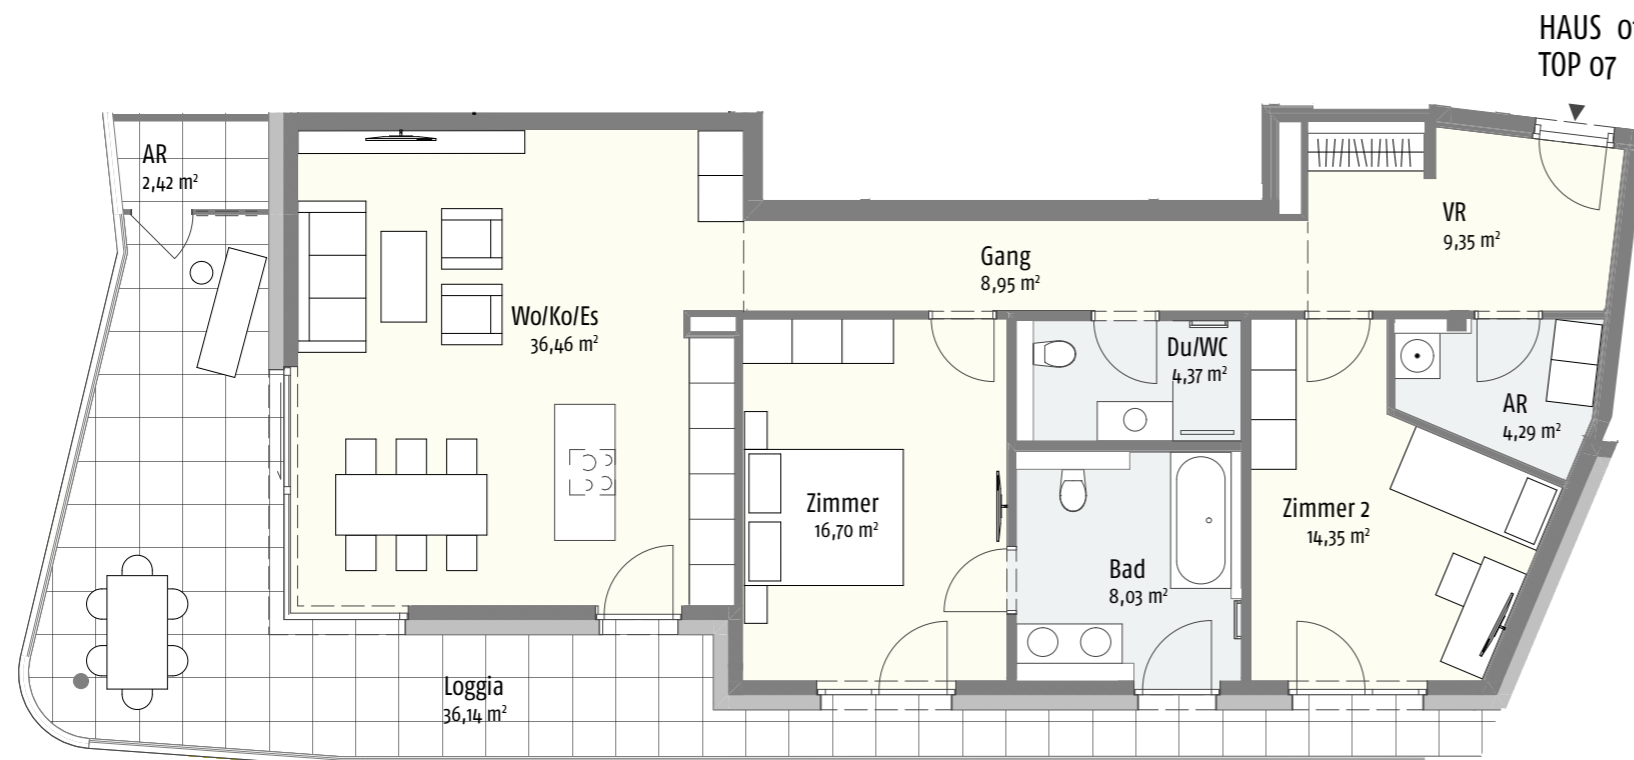 HAUS 01
TOP 07
AR
2,42 m²
VR
9,35 m²
Gang
8,95 m²
Wo/Ko/Es
36,46 m²
Du/WC
4,37 m²
AR
4,29 m²
Zimmer
16,70 m²
Zimmer 2
14,35 m²
Bad
8,03 m²
Loggia
36,14 m²